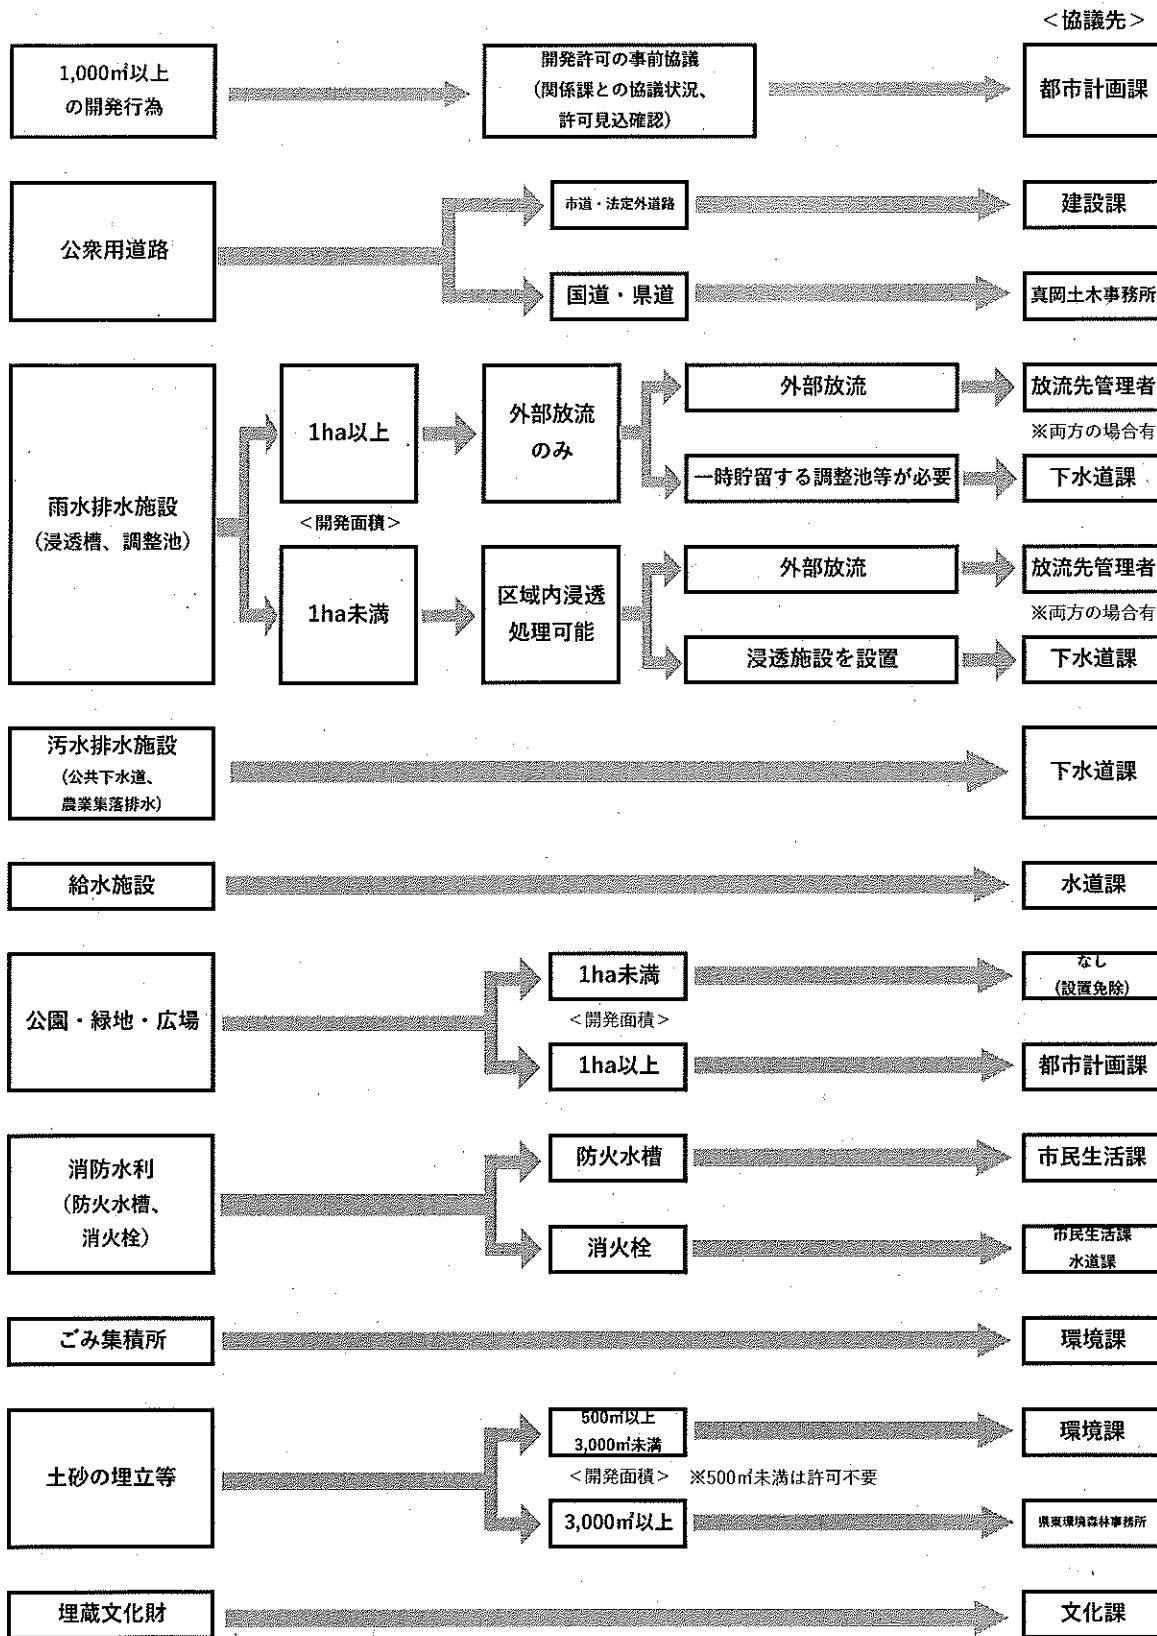 ＜協議先＞
1,000㎡以上
の開発行為
開発許可の事前協議
(関係課との協議状況、
許可見込確認)
都市計画課
公衆用道路
市道・法定外道路
建設課
国道・県道
真岡土木事務所
雨水排水施設
(浸透槽、調整池)
1ha以上
外部放流
のみ
外部放流
放流先管理者
※両方の場合有
一時貯留する調整池等が必要
下水道課
＜開発面積＞
1ha未満
区域内浸透
処理可能
外部放流
放流先管理者
※両方の場合有
浸透施設を設置
下水道課
汚水排水施設
(公共下水道、
農業集落排水)
下水道課
給水施設
水道課
公園・緑地・広場
1ha未満
なし
(設置免除)
＜開発面積＞
1ha以上
都市計画課
消防水利
(防火水槽、
消火栓)
防火水槽
市民生活課
消火栓
市民生活課
水道課
ごみ集積所
環境課
土砂の埋立等
500㎡以上
3,000㎡未満
環境課
＜開発面積＞ ※500㎡未満は許可不要
3,000㎡以上
県東環境森林事務所
埋蔵文化財
文化課